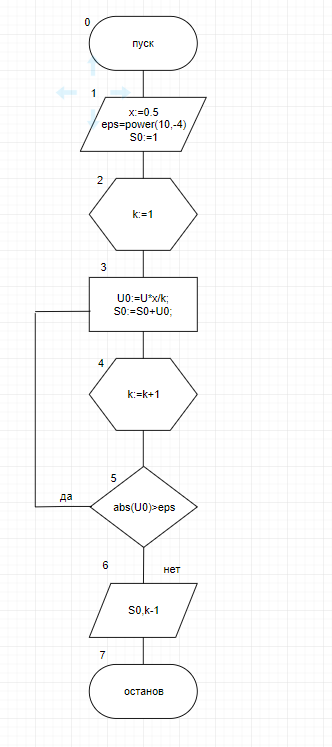 0
пуск
1
x:=0.5
eps=power(10,-4)
S0:=1
2
k:=1
3
U0:=U*x/k;
S0:=S0+U0;
4
k:=k+1
5
abs(U0)>eps
да
нет
6
S0,k-1
7
останов